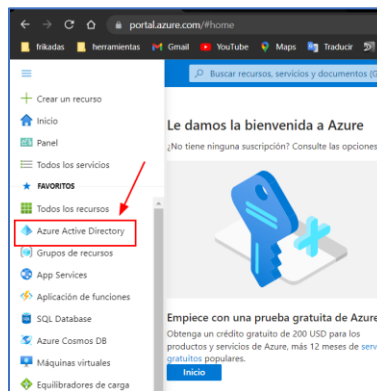 portal.azure.com/#home
frikadas herramientas Gmail YouTube Maps Traducir
Buscar recursos, servicios y documentos (G
Crear un recurso
Inicio
Panel
Todos los servicios
FAVORITOS
Todos los recursos
Azure Active Directory
Grupos de recursos
App Services
Aplicación de funciones
SQL Database
Azure Cosmos DB
Máquinas virtuales
Equilibradores de carga
Le damos la bienvenida a Azure
¿No tiene ninguna suscripción? Consulte las opciones
Empiece con una prueba gratuita de Azure
Obtenga un crédito gratuito de 200 USD para los
productos y servicios de Azure, más 12 meses de serv
gratuitos populares.
Inicio